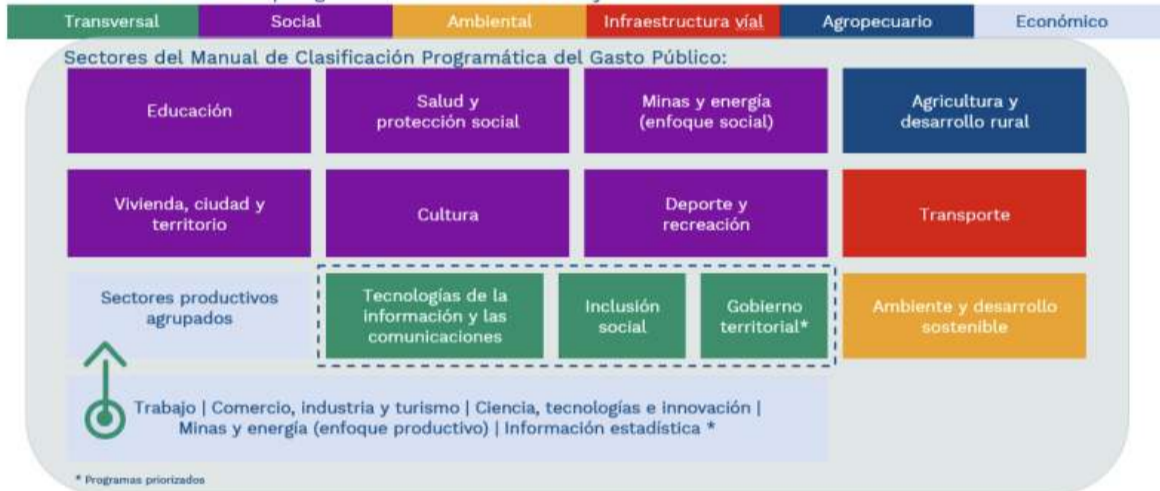 Transversal
Social
Ambiental
Infraestructura víal
Agropecuario
Económico
Sectores del Manual de Clasificación Programática del Gasto Público:
Educación
Salud y
protección social
Minas y energía
(enfoque social)
Agricultura y
desarrollo rural
Vivienda, ciudad y
territorio
Cultura
Deporte y
recreación
Transporte
Sectores productivos
agrupados
Tecnologías de la
información y las
comunicaciones
Inclusión
social
Gobierno
territorial*
Ambiente y desarrollo
sostenible
Trabajo | Comercio, industria y turismo | Ciencia, tecnologías e innovación |
Minas y energía (enfoque productivo) | Información estadística *
* Programas priorizados